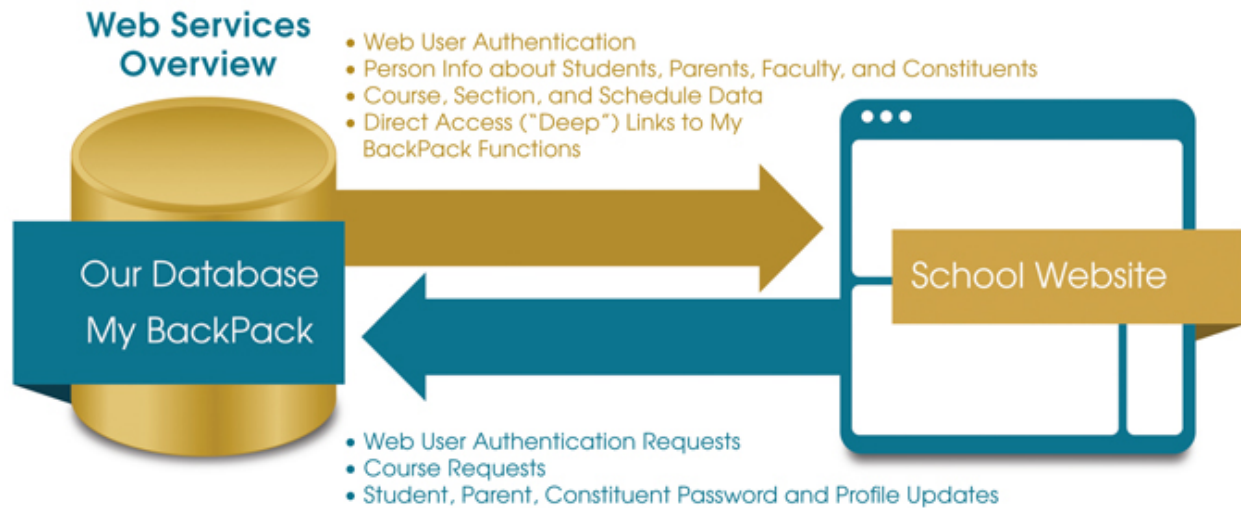 Web Services
Overview
• Web User Authentication
• Person Info about Students, Parents, Faculty, and Constituents
• Course, Section, and Schedule Data
• Direct Access (“Deep”) Links to My
BackPack Functions
Our Database
My BackPack
School Website
• Web User Authentication Requests
• Course Requests
• Student, Parent, Constituent Password and Profile Updates